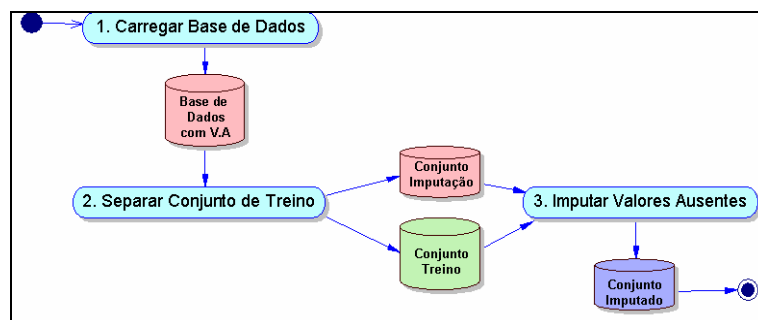 1. Carregar Base de Dados
Base de
Dados
com V.A
2. Separar Conjunto de Treino
Conjunto
Imputação
Conjunto
Treino
3. Imputar Valores Ausentes
Conjunto
Imputado